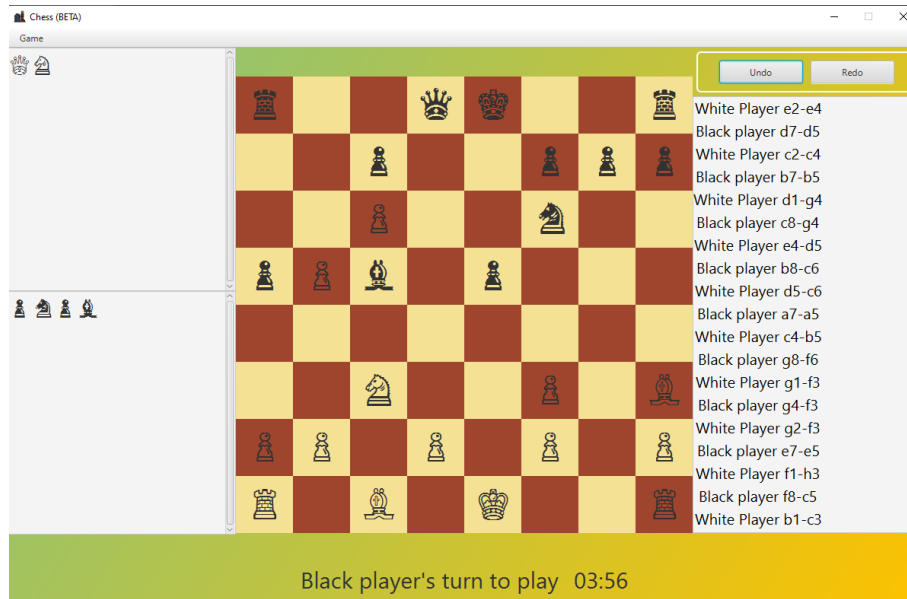 Chess (BETA)
Game
Undo Redo
White Player e2-e4
Black player d7-d5
White Player c2-c4
Black player b7-b5
White Player d1-g4
Black player c8-g4
White Player e4-d5
Black player b8-c6
White Player d5-c6
Black player a7-a5
White Player c4-b5
Black player g8-f6
White Player g1-f3
Black player g4-f3
White Player g2-f3
Black player e7-e5
White Player f1-h3
Black player f8-c5
White Player b1-c3
Black player's turn to play 03:56